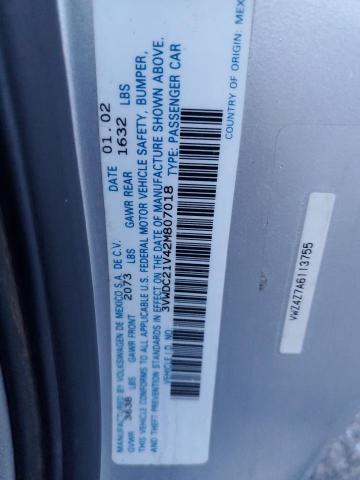 MANUFACTURED BY VOLKSWAGEN DE MEXICO S.A. DE C.V. DATE 01.02
GVWR 3638 LBS GAWR FRONT 2073 LBS GAWR REAR 1632 LBS
THIS VEHICLE CONFORMS TO ALL APPLICABLE U.S. FEDERAL MOTOR VEHICLE SAFETY, BUMPER,
AND THEFT PREVENTION STANDARDS IN EFFECT ON THE DATE OF MANUFACTURE SHOWN ABOVE.
VEHICLE I.D. NO. 3VWDC21V42M807018 TYPE: PASSENGER CAR
COUNTRY OF ORIGIN: MEX
VWZ4Z7A6113755